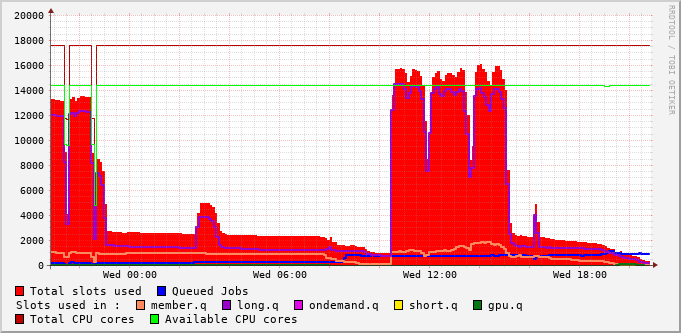 20000
18000
16000
14000
12000
10000
8000
6000
4000
2000
0
Wed 00:00 Wed 06:00 Wed 12:00 Wed 18:00
RRDTOOL / TOBI OETIKER
Total slots used Queued Jobs
Slots used in : member.q long.q ondemand.q short.q gpu.q
Total CPU cores Available CPU cores